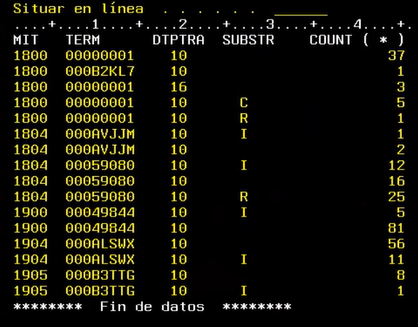 Situar en línea . . . . . . ______
....+....1....+....2....+....3....+....4....+.
MIT TERM DTPTRA SUBSTR COUNT ( * )
1800 00000001 10 37
1800 000B2KL7 10 1
1800 00000001 16 3
1800 00000001 10 C 5
1800 00000001 10 R 1
1804 000AVJJM 10 I 1
1804 000AVJJM 10 2
1804 00059080 10 I 12
1804 00059080 10 16
1804 00059080 10 R 25
1900 00049844 10 I 5
1900 00049844 10 81
1904 000ALSWX 10 56
1904 000ALSWX 10 I 11
1905 000B3TTG 10 8
1905 000B3TTG 10 I 1
******** Fin de datos ********